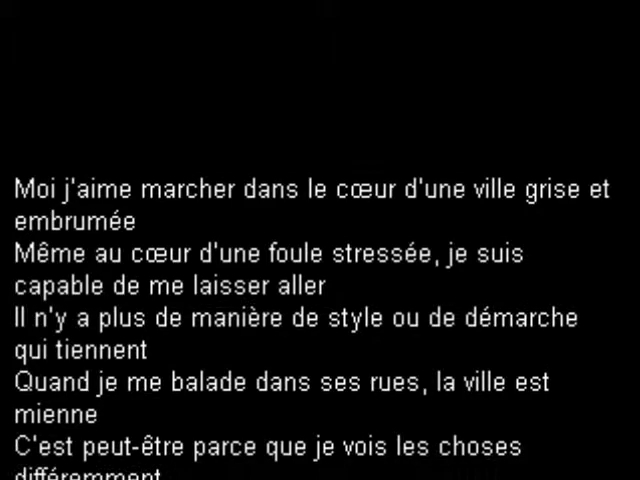 Moi j'aime marcher dans le cœur d'une ville grise et
embrumée
Même au cœur d'une foule stressée, je suis
capable de me laisser aller
Il n'y a plus de manière de style ou de démarche
qui tiennent
Quand je me balade dans ses rues, la ville est
mienne
C'est peut-être parce que je vois les choses
différemment